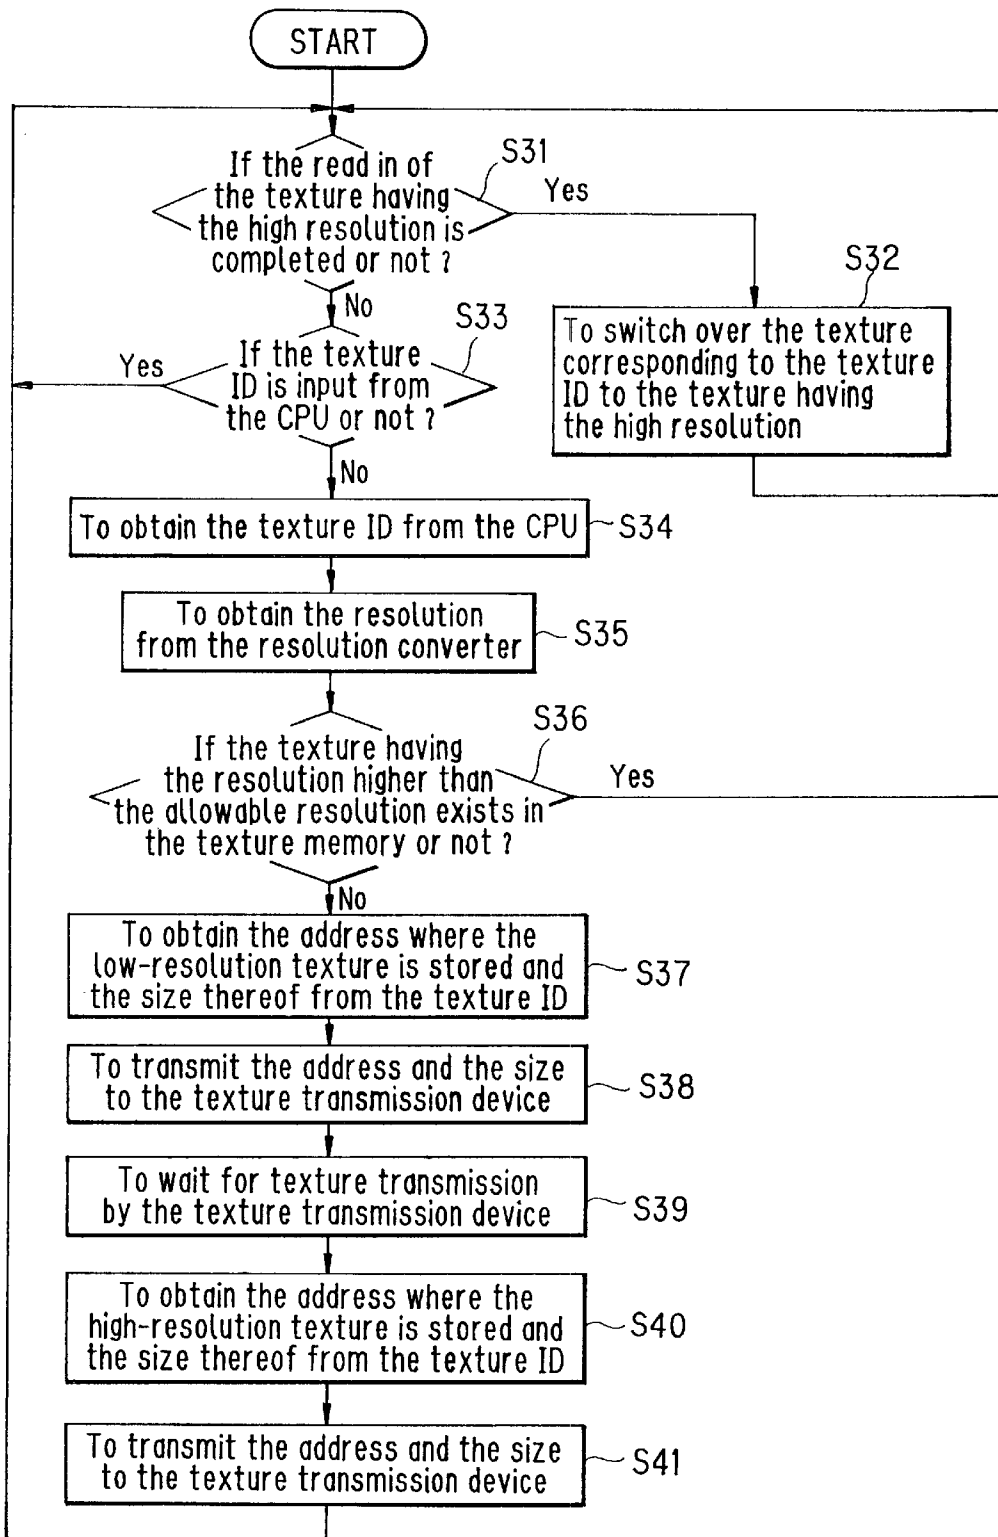 START
If the read in of
the texture having
the high resolution is
completed or not ?
S31
Yes
No
S32
To switch over the texture
corresponding to the texture
ID to the texture having
the high resolution
S33
If the texture
ID is input from
the CPU or not ?
Yes
No
To obtain the texture ID from the CPU
S34
To obtain the resolution
from the resolution converter
S35
S36
If the texture having
the resolution higher than
the allowable resolution exists in
the texture memory or not ?
Yes
No
To obtain the address where the
low-resolution texture is stored and
the size thereof from the texture ID
S37
To transmit the address and the size
to the texture transmission device
S38
To wait for texture transmission
by the texture transmission device
S39
To obtain the address where the
high-resolution texture is stored and
the size thereof from the texture ID
S40
To transmit the address and the size
to the texture transmission device
S41